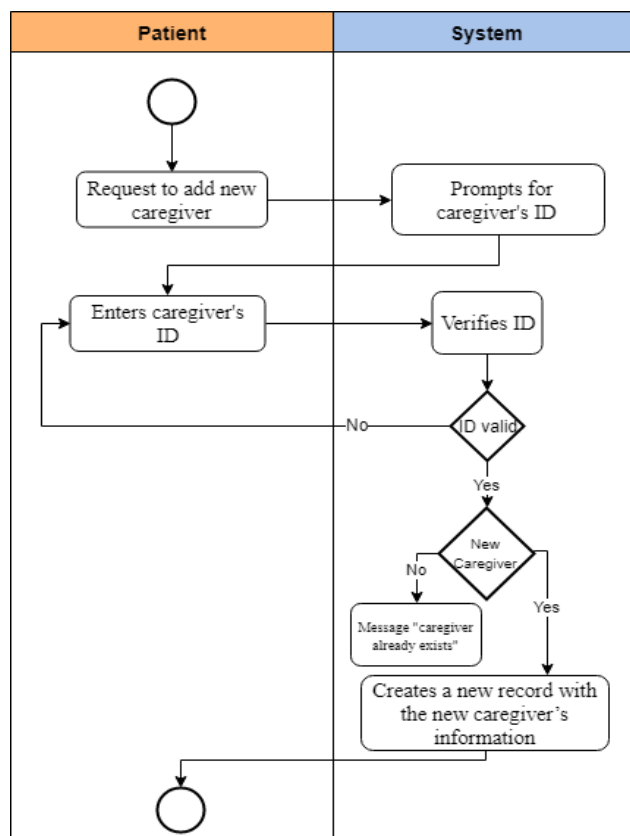 Patient
System
Request to add new
caregiver
Prompts for
caregiver's ID
Enters caregiver's
ID
Verifies ID
ID valid
No
Yes
New
Caregiver
No
Yes
Message "caregiver
already exists"
Creates a new record with
the new caregiver’s
information